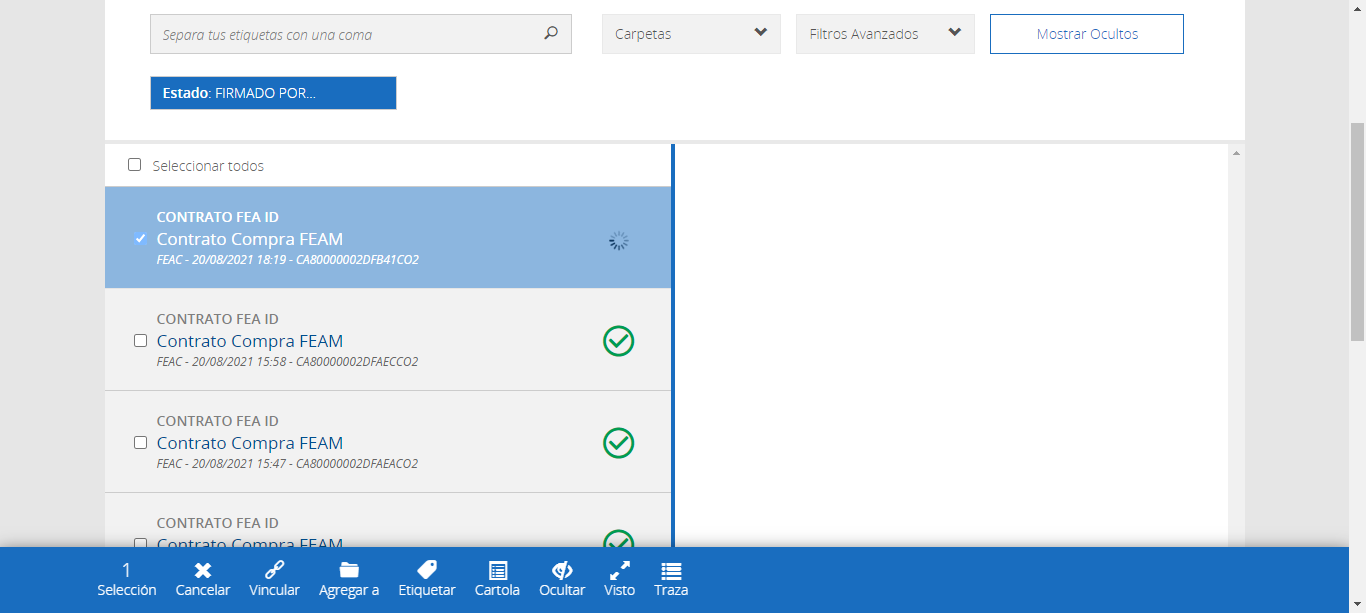 Separa tus etiquetas con una coma
Carpetas
Filtros Avanzados
Mostrar Ocultos
Estado: FIRMADO POR...
Seleccionar todos
CONTRATO FEA ID
Contrato Compra FEAM
FEAC - 20/08/2021 18:19 - CA80000002DFB41CO2
CONTRATO FEA ID
Contrato Compra FEAM
FEAC - 20/08/2021 15:58 - CA80000002DFAECCO2
CONTRATO FEA ID
Contrato Compra FEAM
FEAC - 20/08/2021 15:47 - CA80000002DFAEACO2
CONTRATO FEA ID
Contrato Compra FEAM
1
Selección
Cancelar
Vincular
Agregar a
Etiquetar
Cartola
Ocultar
Visto
Traza